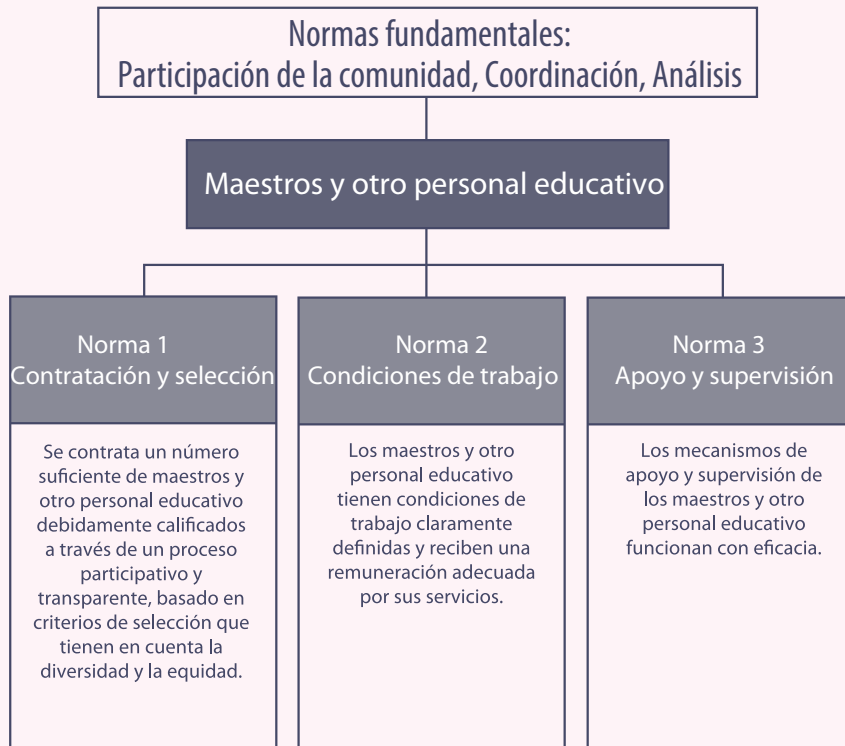 Normas fundamentales:
Participación de la comunidad, Coordinación, Análisis
Maestros y otro personal educativo
Norma 1
Contratación y selección
Se contrata un número
suficiente de maestros y
otro personal educativo
debidamente calificados
a través de un proceso
participativo y
transparente, basado en
criterios de selección que
tienen en cuenta la
diversidad y la equidad.
Norma 2
Condiciones de trabajo
Los maestros y otro
personal educativo
tienen condiciones de
trabajo claramente
definidas y reciben una
remuneración adecuada
por sus servicios.
Norma 3
Apoyo y supervisión
Los mecanismos de
apoyo y supervisión de
los maestros y otro
personal educativo
funcionan con eficacia.